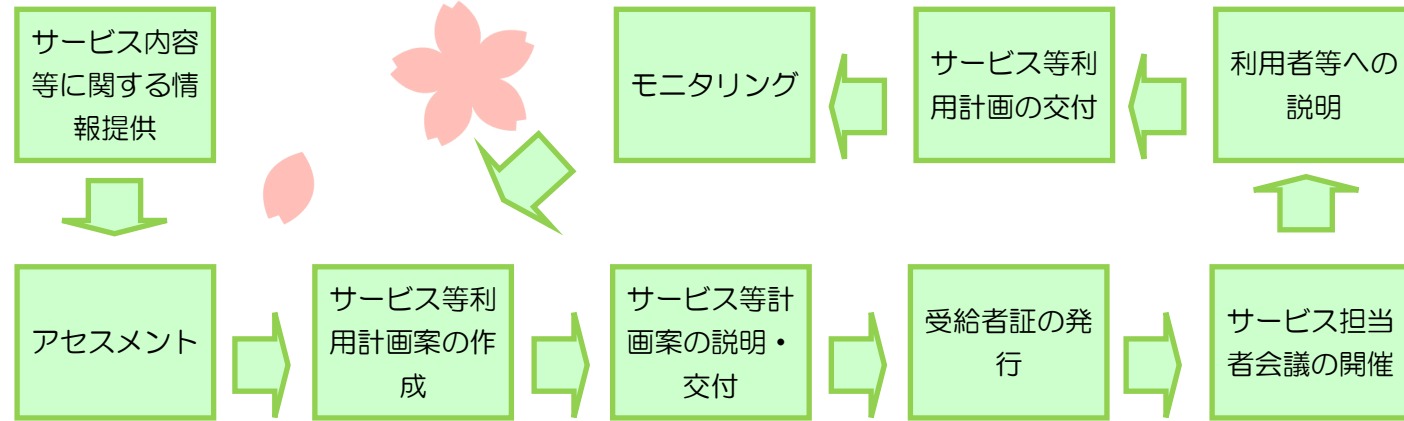 サービス内容
等に関する情
報提供
モニタリング
サービス等利
用計画の交付
利用者等への
説明
アセスメント
サービス等利
用計画案の作
成
サービス等計
画案の説明・
交付
受給者証の発
行
サービス担当
者会議の開催